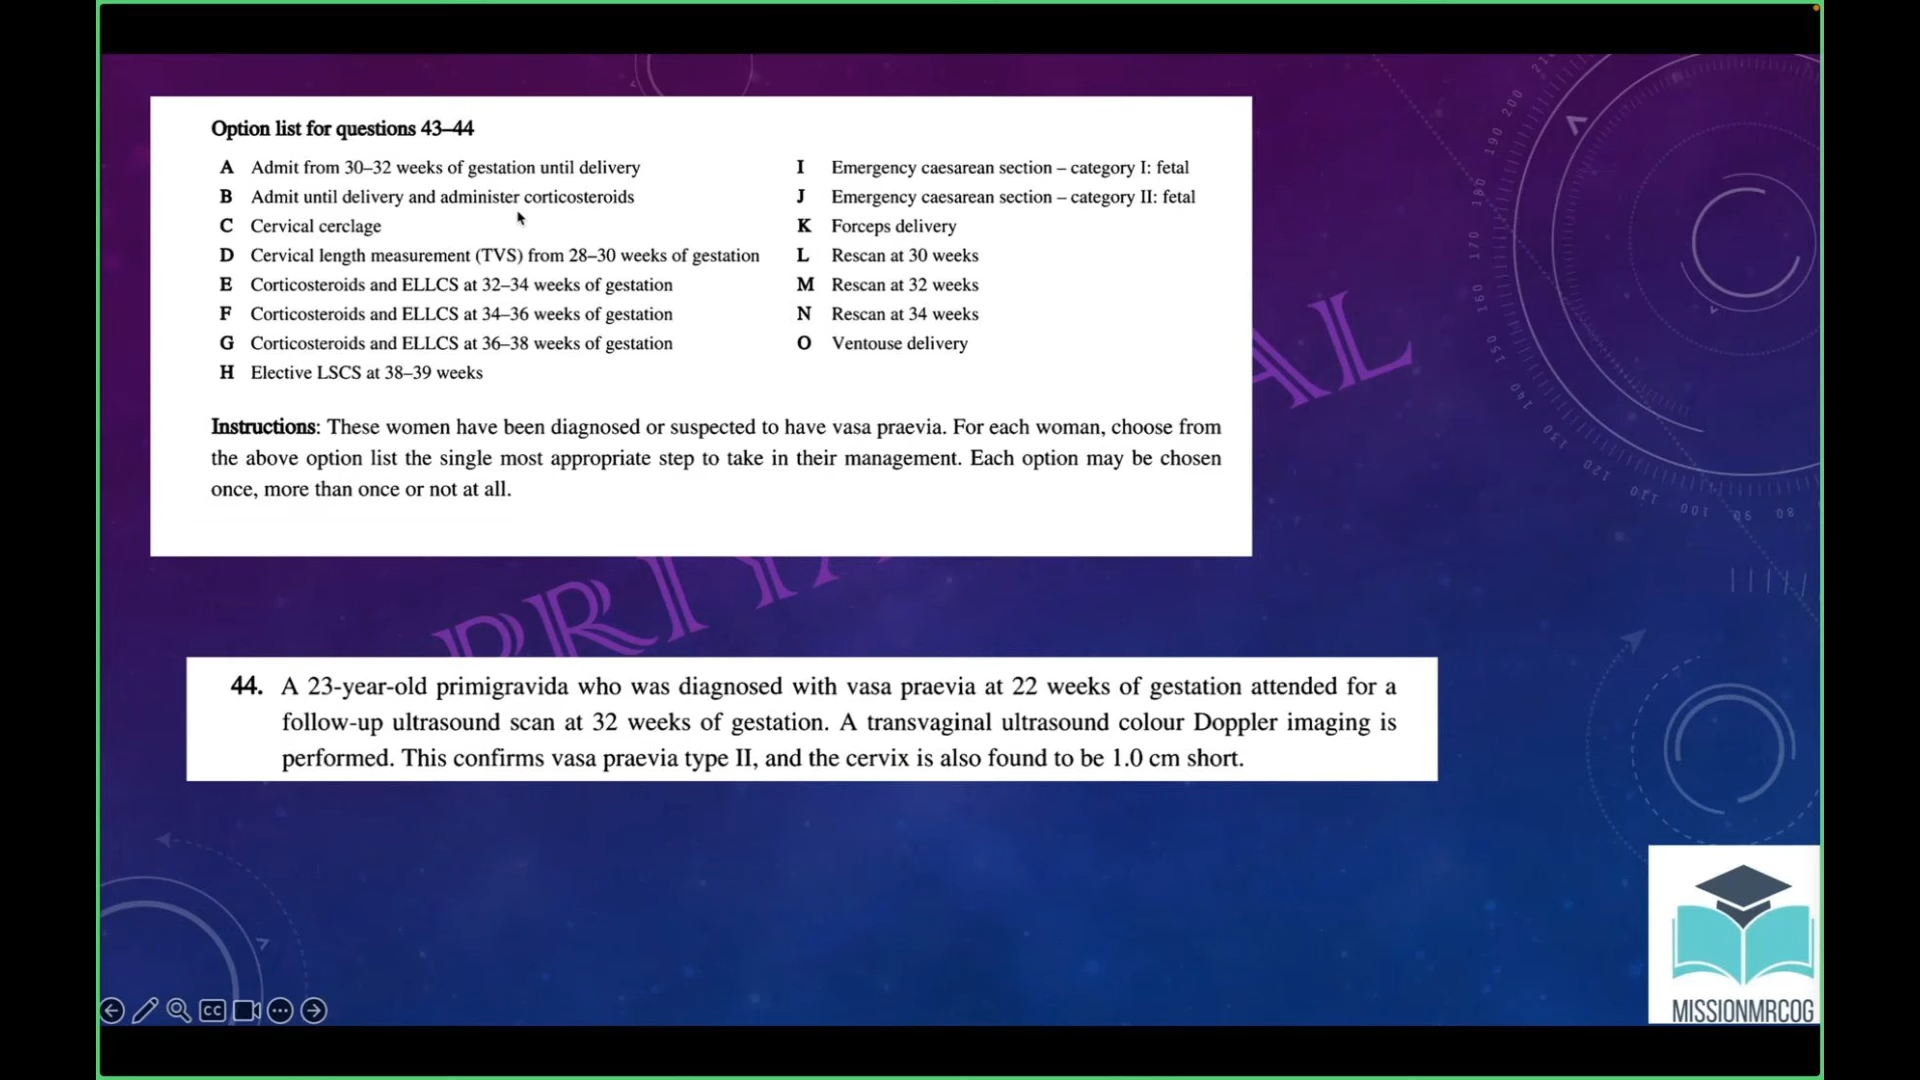 Option list for questions 43–44
A Admit from 30–32 weeks of gestation until delivery
B Admit until delivery and administer corticosteroids
C Cervical cerclage
D Cervical length measurement (TVS) from 28–30 weeks of gestation
E Corticosteroids and ELLCS at 32–34 weeks of gestation
F Corticosteroids and ELLCS at 34–36 weeks of gestation
G Corticosteroids and ELLCS at 36–38 weeks of gestation
H Elective LSCS at 38–39 weeks
I Emergency caesarean section – category I: fetal
J Emergency caesarean section – category II: fetal
K Forceps delivery
L Rescan at 30 weeks
M Rescan at 32 weeks
N Rescan at 34 weeks
O Ventouse delivery
Instructions: These women have been diagnosed or suspected to have vasa praevia. For each woman, choose from
the above option list the single most appropriate step to take in their management. Each option may be chosen
once, more than once or not at all.
44. A 23-year-old primigravida who was diagnosed with vasa praevia at 22 weeks of gestation attended for a
follow-up ultrasound scan at 32 weeks of gestation. A transvaginal ultrasound colour Doppler imaging is
performed. This confirms vasa praevia type II, and the cervix is also found to be 1.0 cm short.
MISSIONMRCOG
CC